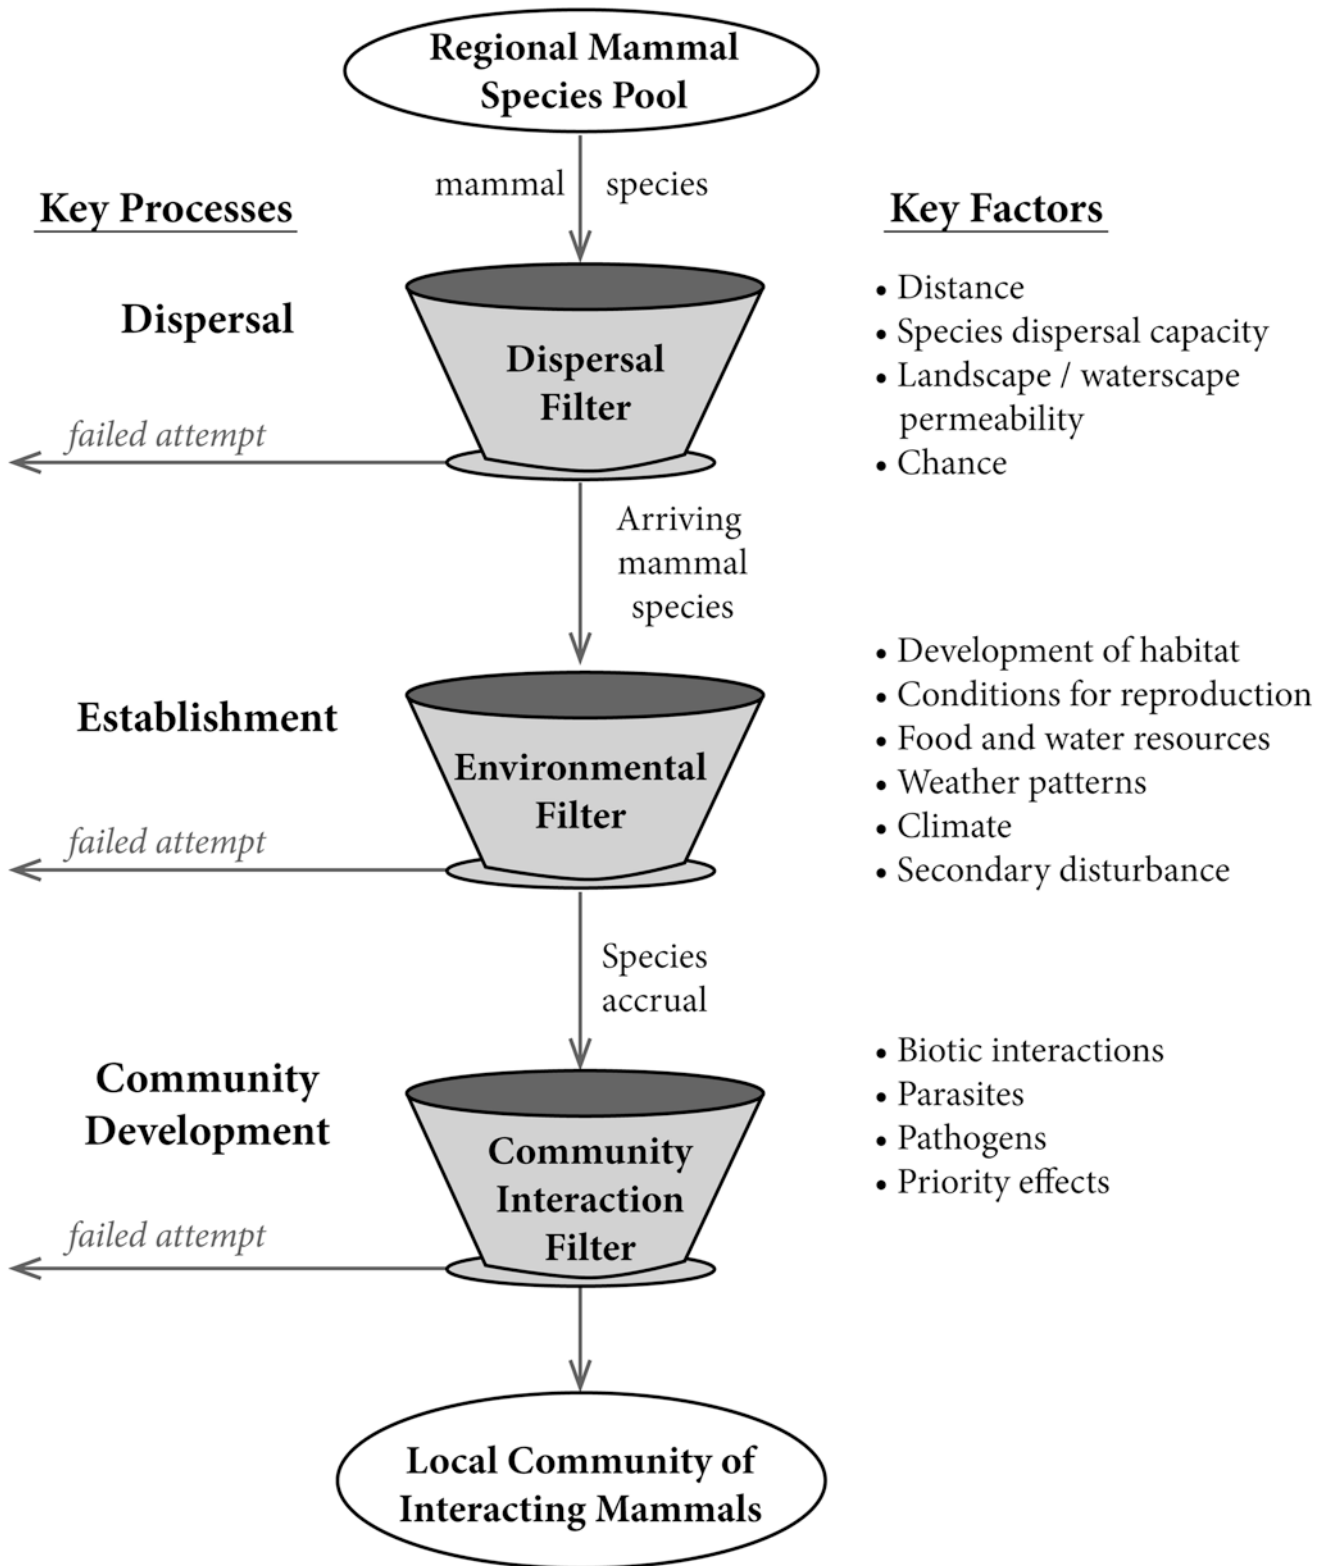 Regional Mammal
Species Pool
mammal species
Key Processes
Key Factors
Dispersal
Dispersal
Filter
failed attempt
• Distance
• Species dispersal capacity
• Landscape / waterscape
permeability
• Chance
Arriving
mammal
species
Establishment
Environmental
Filter
failed attempt
• Development of habitat
• Conditions for reproduction
• Food and water resources
• Weather patterns
• Climate
• Secondary disturbance
Species
accrual
Community
Development
Community
Interaction
Filter
failed attempt
• Biotic interactions
• Parasites
• Pathogens
• Priority effects
Local Community of
Interacting Mammals